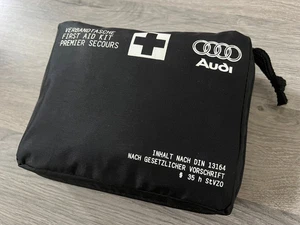 VERBANDTASCHE
FIRST AID KIT
PREMIER SECOURS
Audi
INHALT NACH DIN 13164
NACH GESETZLICHER VORSCHRIFT
§ 35 h StVZO